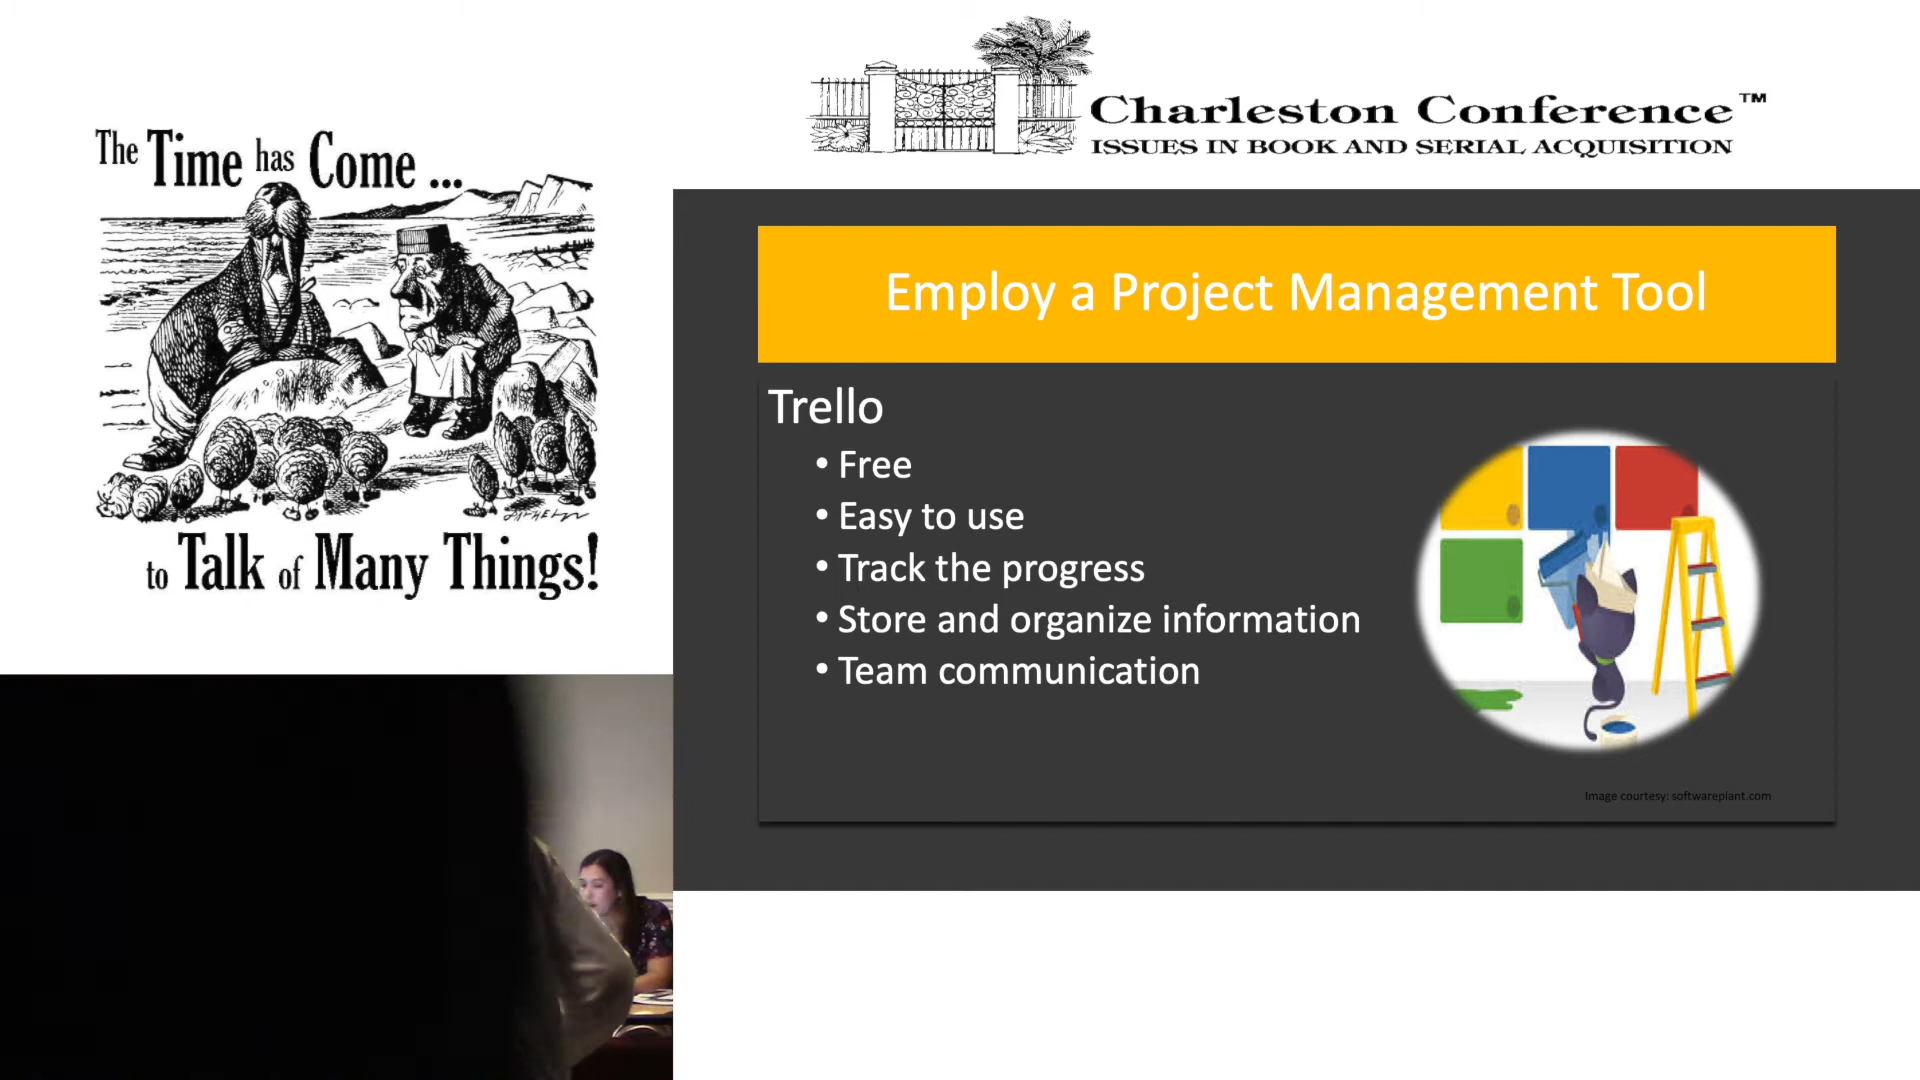 The Time has Come ...
to Talk of Many Things!
Charleston Conference™
ISSUES IN BOOK AND SERIAL ACQUISITION
Employ a Project Management Tool
Trello
• Free
• Easy to use
• Track the progress
• Store and organize information
• Team communication
Image courtesy: softwareplant.com